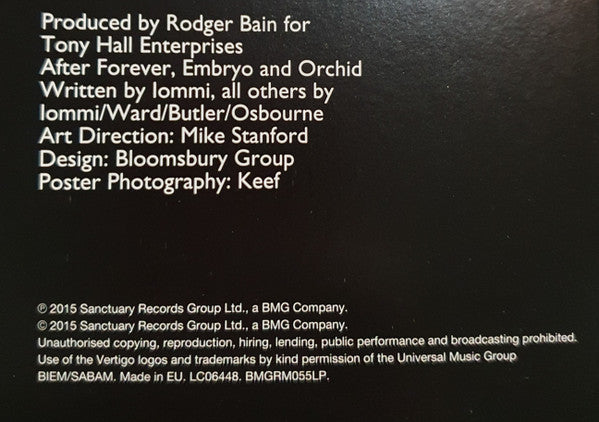 Produced by Rodger Bain for
Tony Hall Enterprises
After Forever, Embryo and Orchid
Written by Iommi, all others by
Iommi/Ward/Butler/Osbourne
Art Direction: Mike Stanford
Design: Bloomsbury Group
Poster Photography: Keef
℗ 2015 Sanctuary Records Group Ltd., a BMG Company.
© 2015 Sanctuary Records Group Ltd., a BMG Company.
Unauthorised copying, reproduction, hiring, lending, public performance and broadcasting prohibited.
Use of the Vertigo logos and trademarks by kind permission of the Universal Music Group
BIEM/SABAM. Made in EU. LC06448. BMGRM055LP.